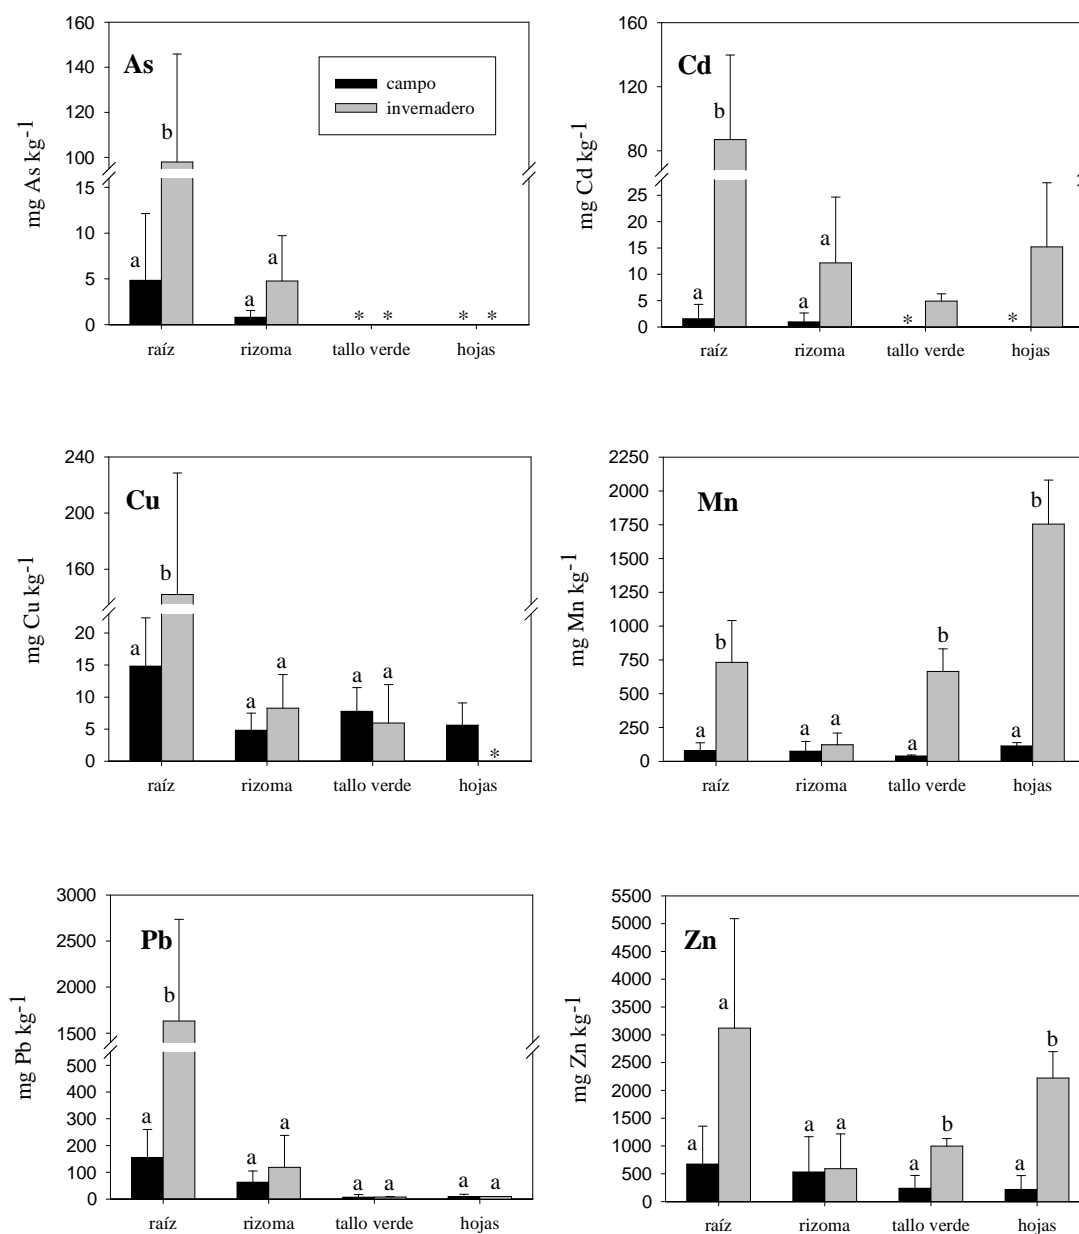 160
140
120
100
15
10
5
0
mg As kg-1
As
campo
invernadero
b
a
a
a
* * * *
raíz rizoma tallo verde hojas
160
140
120
100
80
25
20
15
10
5
0
mg Cd kg-1
Cd
b
a
a
a
* *
raíz rizoma tallo verde hojas
240
200
160
20
15
10
5
0
mg Cu kg-1
Cu
b
a
a a a a
*
raíz rizoma tallo verde hojas
2250
2000
1750
1500
1250
1000
750
500
250
0
mg Mn kg-1
Mn
b
b
b
a a a a a
raíz rizoma tallo verde hojas
3000
2500
2000
1500
500
400
300
200
100
0
mg Pb kg-1
Pb
b
a a a a a a a
raíz rizoma tallo verde hojas
5500
5000
4500
4000
3500
3000
2500
2000
1500
1000
500
0
mg Zn kg-1
Zn
a
b
b
a a a a a
raíz rizoma tallo verde hojas